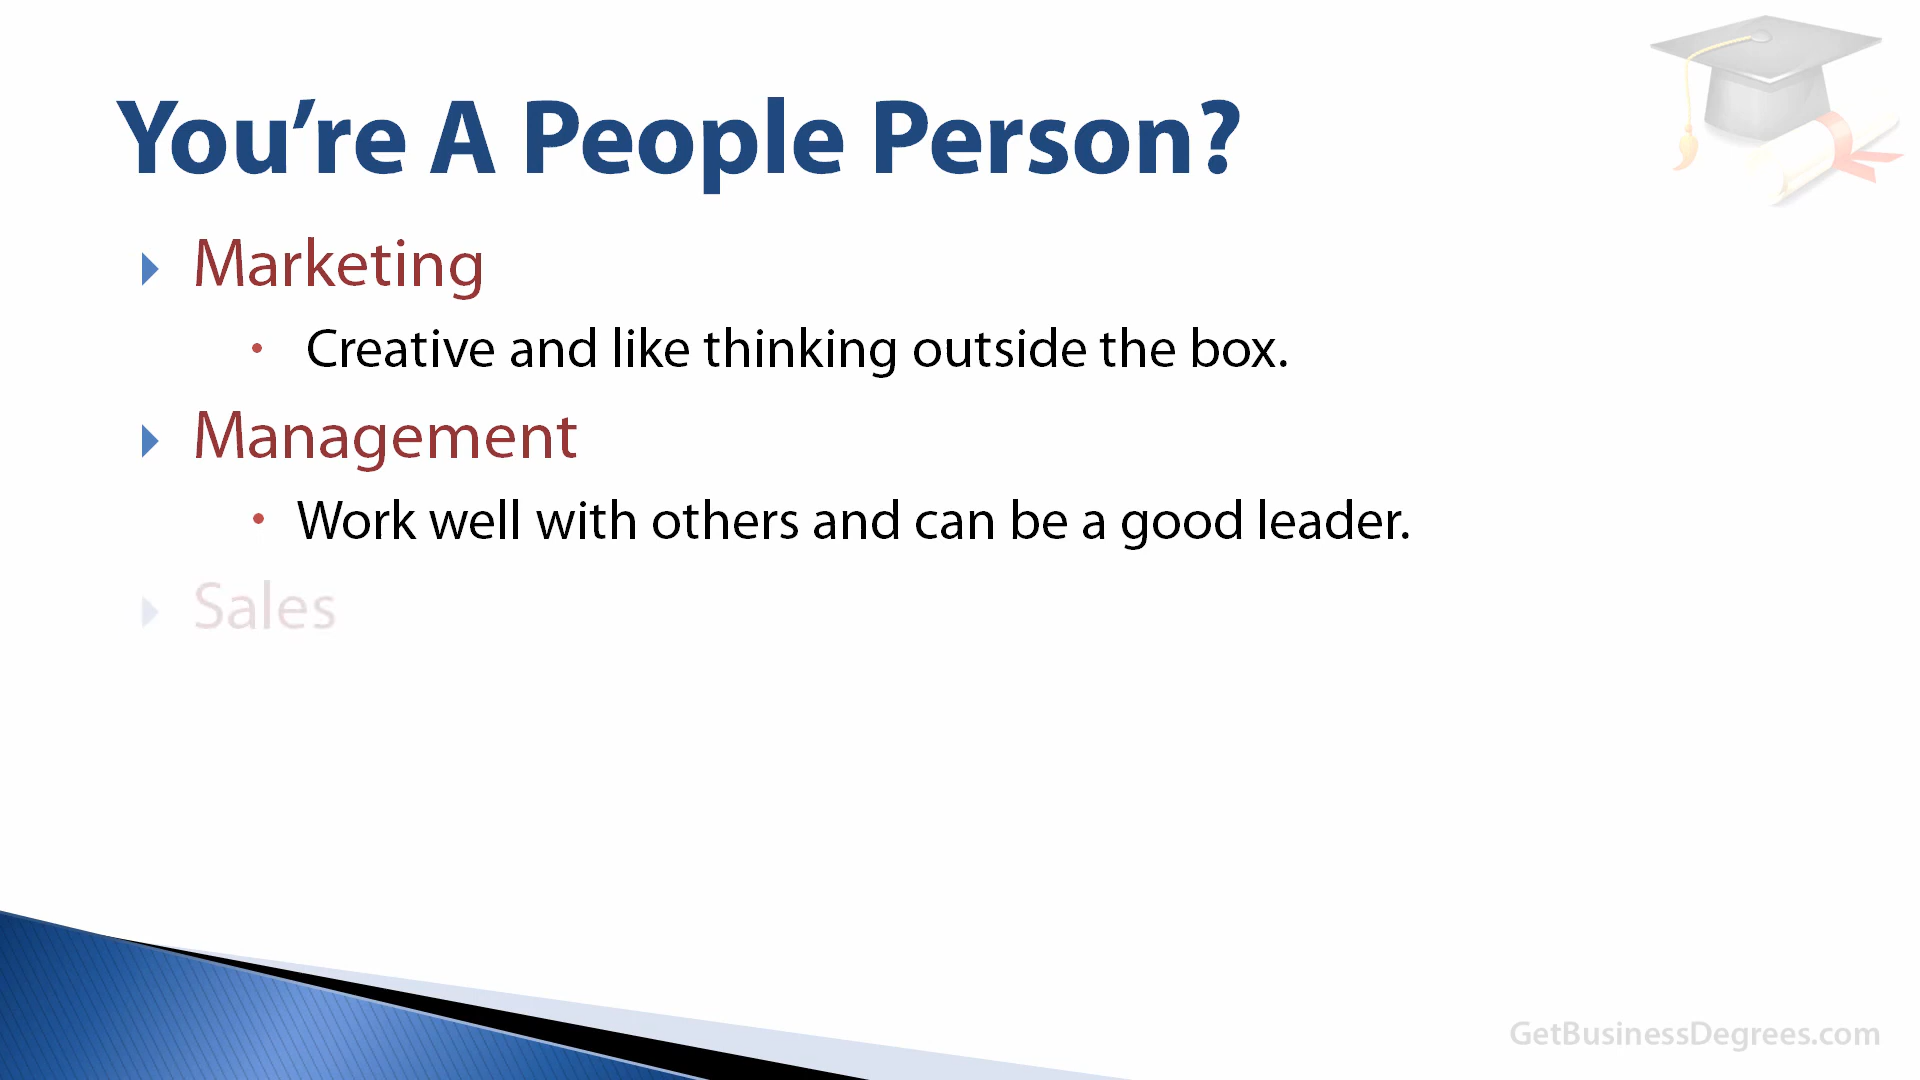 You’re A People Person?
Marketing
Creative and like thinking outside the box.
Management
Work well with others and can be a good leader.
Sales
GetBusinessDegrees.com